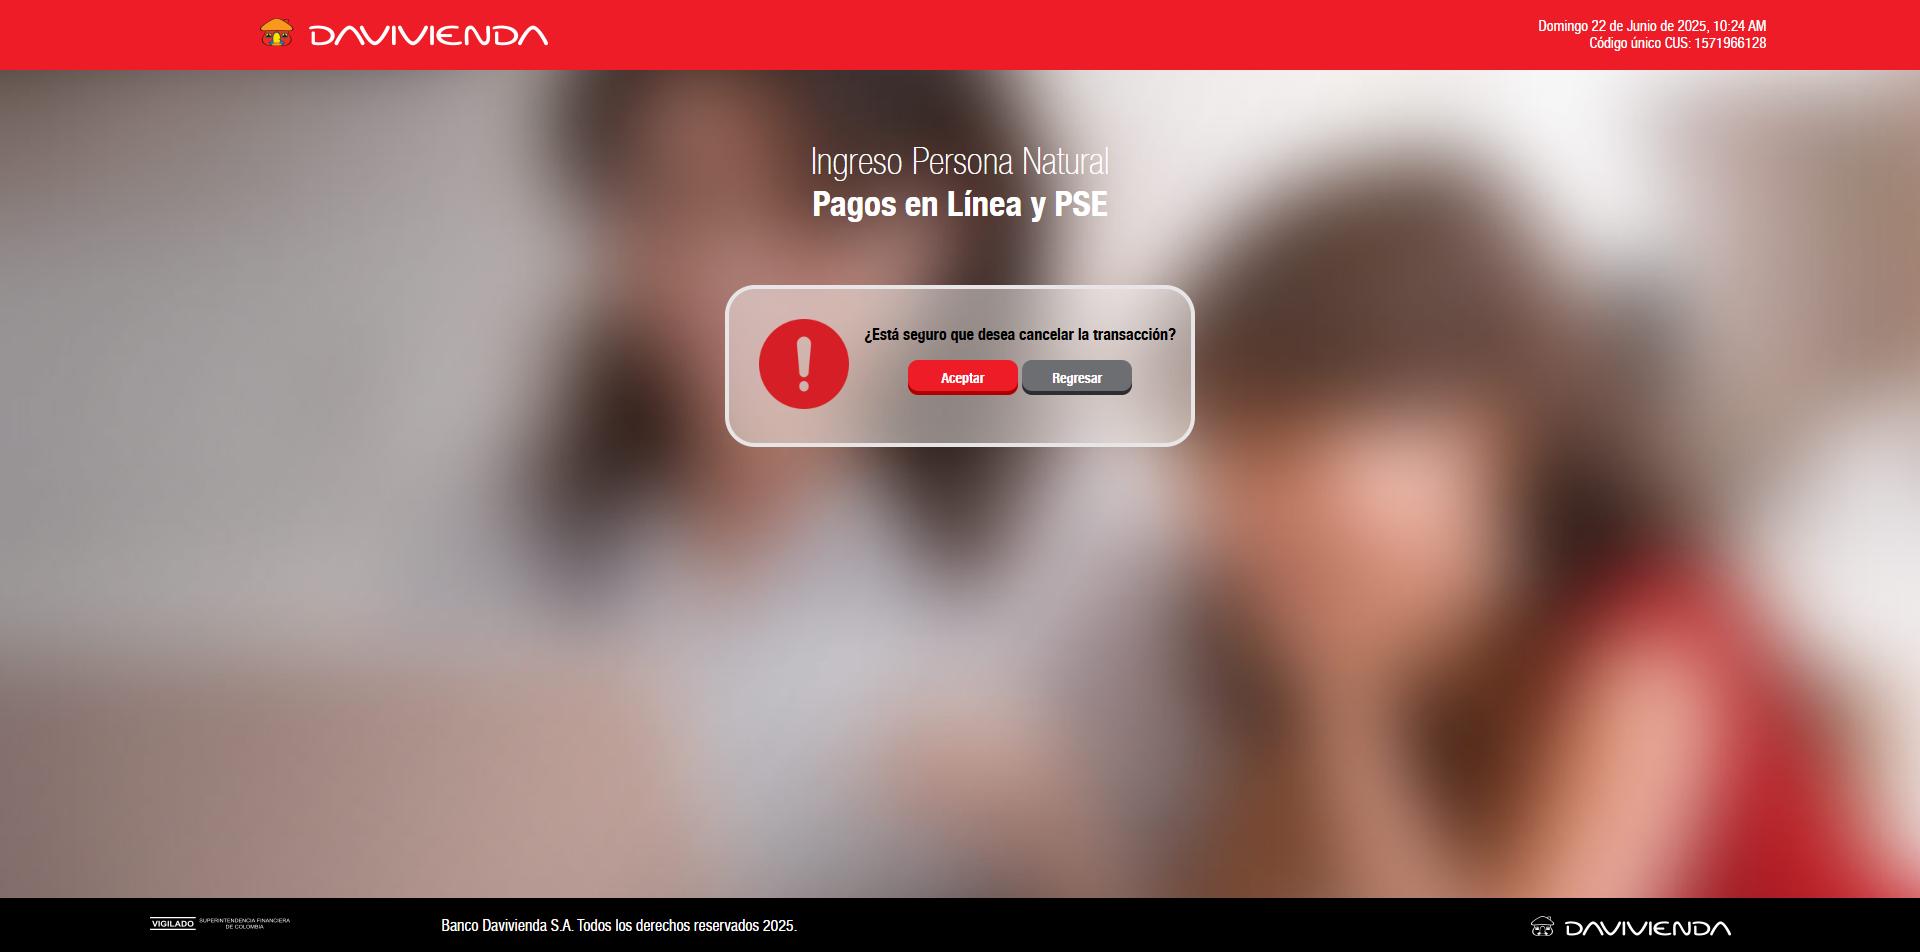 DAVIVIENDA
Domingo 22 de Junio de 2025, 10:24 AM
Código único CUS: 1571966128
Ingreso Persona Natural
Pagos en Línea y PSE
¿Está seguro que desea cancelar la transacción?
Aceptar
Regresar
VIGILADO
SUPERINTENDENCIA FINANCIERA
DE COLOMBIA
Banco Davivienda S.A. Todos los derechos reservados 2025.
DAVIVIENDA